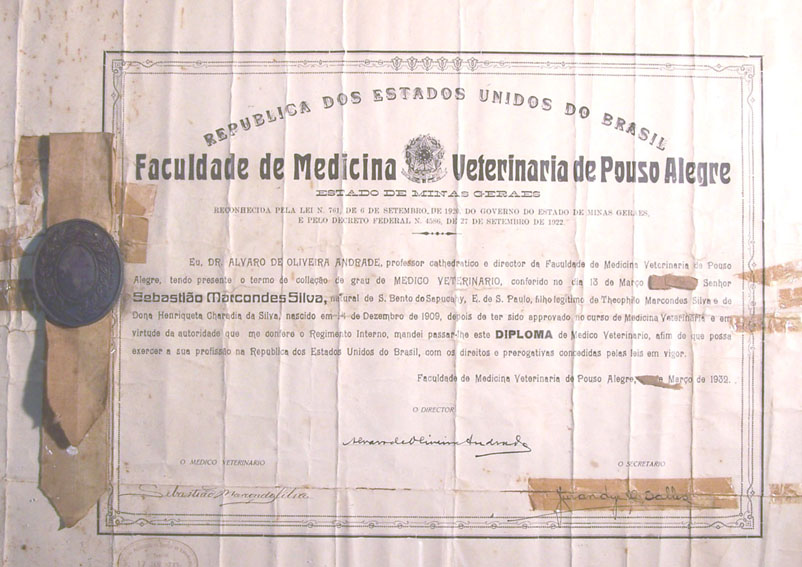 REPUBLICA DOS ESTADOS UNIDOS DO BRASIL
Faculdade de Medicina Veterinaria de Pouso Alegre
ESTADO DE MINAS GERAES
RECONHECIDA PELA LEI N. 761, DE 6 DE SETEMBRO, DE 1920, DO GOVERNO DO ESTADO DE MINAS GERAES,
E PELO DECRETO FEDERAL N. 4586, DE 27 DE SETEMBRO DE 1922.
Eu, DR. ALVARO DE OLIVEIRA ANDRADE, professor cathedratico e director da Faculdade de Medicina Veterinaria de Pouso
Alegre, tendo presente o termo de collação de grau de MEDICO VETERINARIO, conferido no dia 13 de Março Senhor
Sebastião Marcondes Silva, natural de S. Bento do Sapucahy, E. de S. Paulo, filho legitimo de Theophilo Marcondes Silva e de
Dona Henriqueta da Silva, nascido em de Dezembro de 1909, depois de ter sido approvado no curso de Medicina Veterinaria e em
virtude da autoridade que me confere o Regimento Interno, mandei passar-lhe este DIPLOMA de Medico Veterinario, afim de que possa
exercer a sua profissão na Republica dos Estados Unidos do Brasil, com os direitos e prerogativas concedidas pelas leis em vigor.
Faculdade de Medicina Veterinaria de Pouso Alegre, Março de 1932.
O DIRECTOR
Alvaro de Oliveira Andrade
O MEDICO VETERINARIO
O SECRETARIO
Sebastião Marcondes Silva